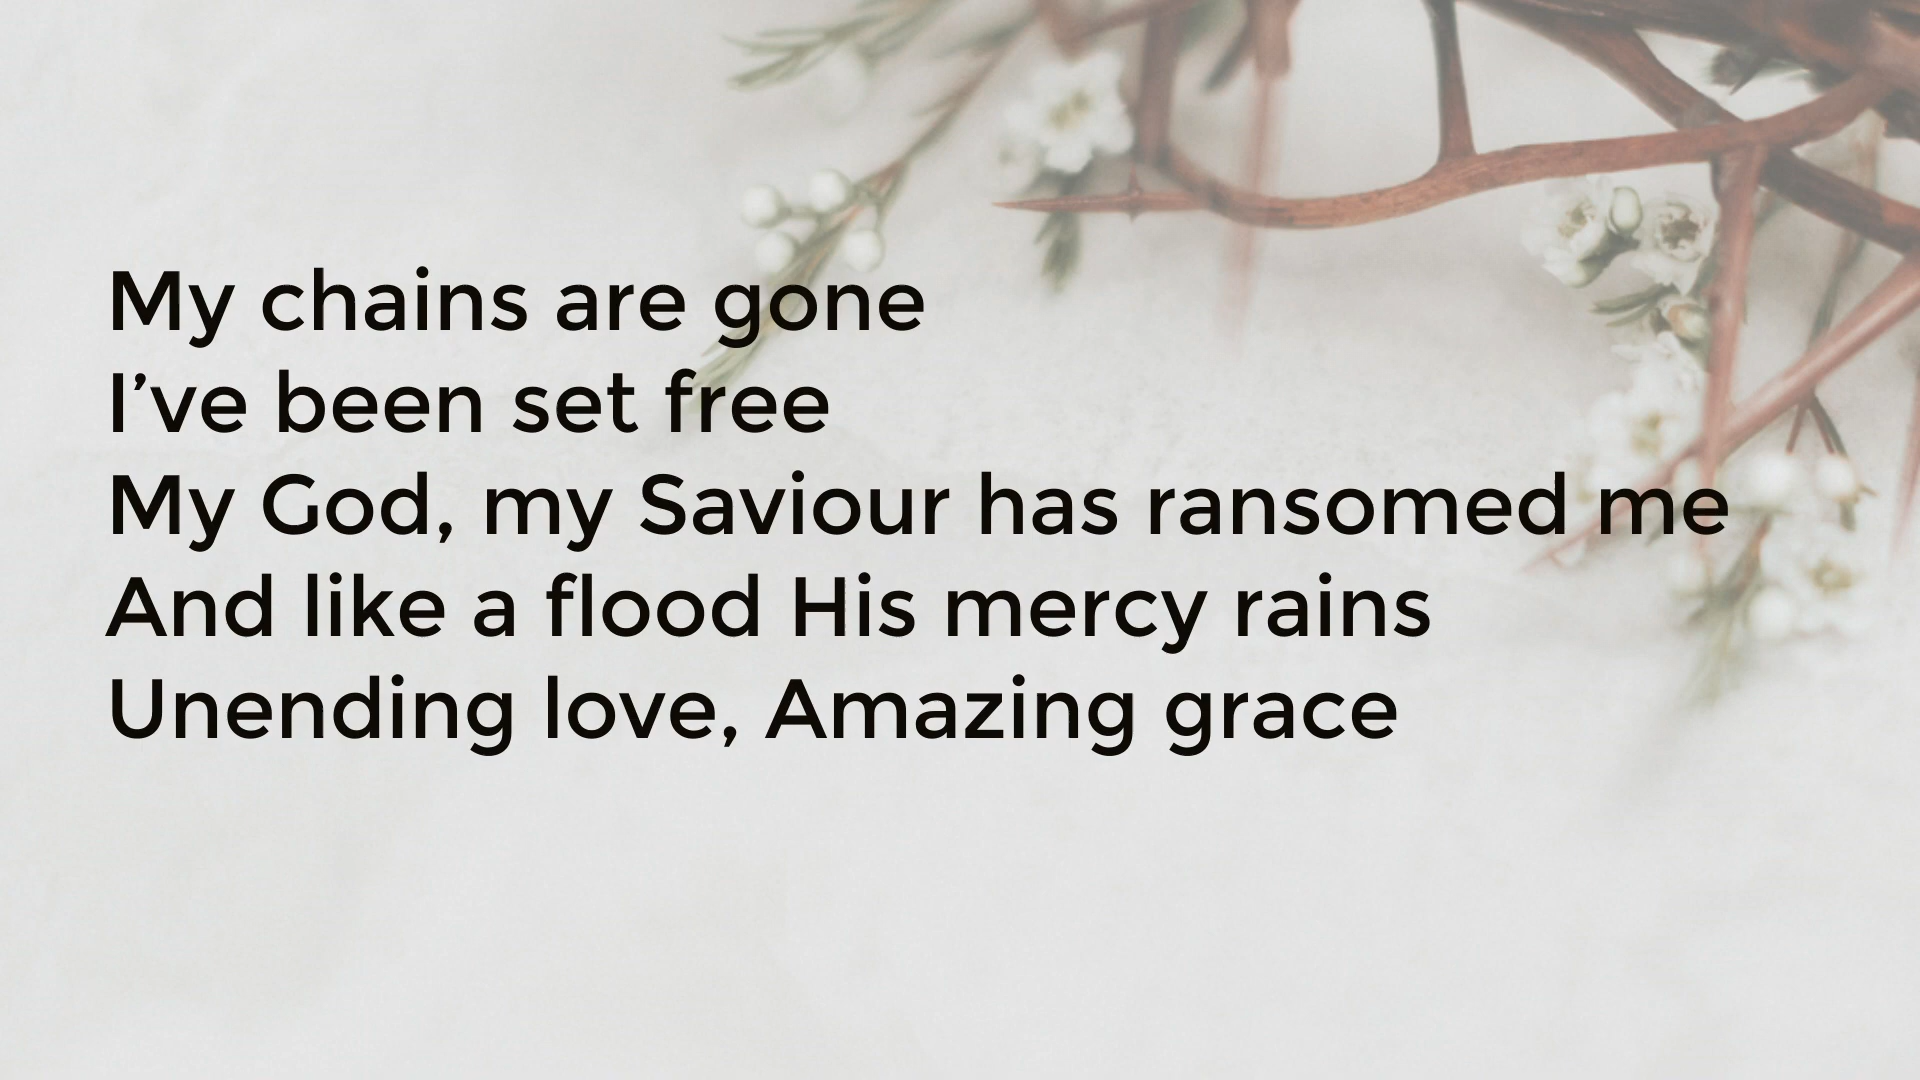 My chains are gone
I’ve been set free
My God, my Saviour has ransomed me
And like a flood His mercy rains
Unending love, Amazing grace